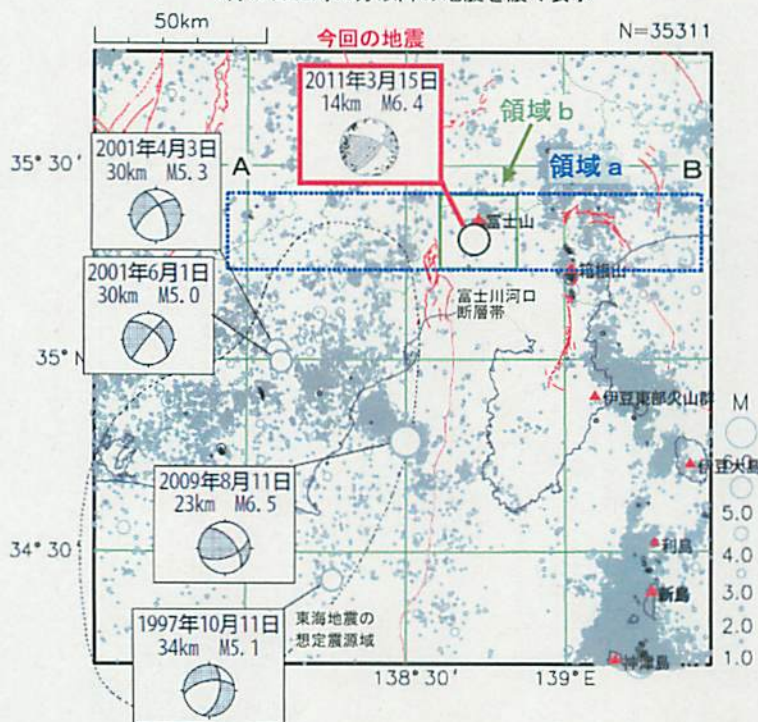 50km
今回の地震
N=35311
2011年3月15日
14km M6.4
領域b
2001年4月3日
30km M5.3
35°30′
A
領域a
B
富士山
2001年6月1日
30km M5.0
箱根山
富士川河口
断層帯
35°N
伊豆東部火山群
M
伊豆大島
6.0
2009年8月11日
23km M6.5
5.0
利島
4.0
34°30′
新島
3.0
1997年10月11日
34km M5.1
東海地震の
想定震源域
2.0
神津島
1.0
138°30′
139°E